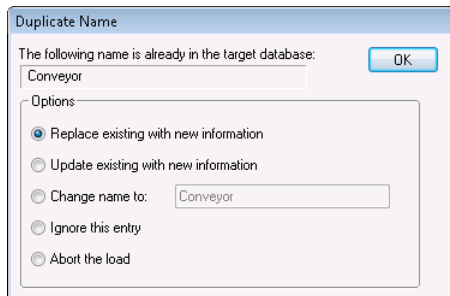 Duplicate Name
The following name is already in the target database:
OK
Conveyor
Options
Replace existing with new information
Update existing with new information
Change name to: Conveyor
Ignore this entry
Abort the load